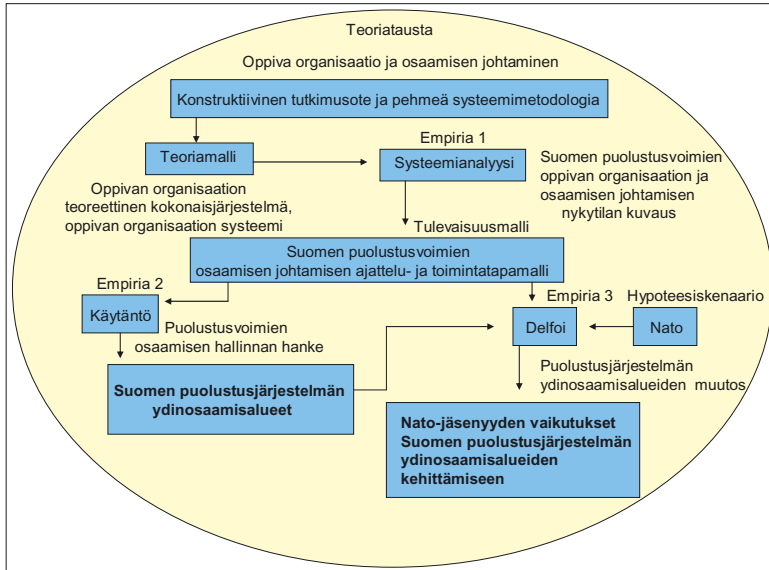 Teoriatausta
Oppiva organisaatio ja osaamisen johtaminen
Konstruktiivinen tutkimusote ja pehmeä systeemimetodologia
Teoriamalli
Empiria 1
Systeemianalyysi
Suomen puolustusvoimien
oppivan organisaation ja
osaamisen johtamisen
nykytilan kuvaus
Oppivan organisaation
teoreettinen kokonaisjärjestelmä,
oppivan organisaation systeemi
Tulevaisuusmalli
Suomen puolustusvoimien
osaamisen johtamisen ajattelu- ja toimintatapamalli
Empiria 2
Käytäntö
Puolustusvoimien
osaamisen hallinnan hanke
Empiria 3
Delfoi
Hypoteesiskenaario
Nato
Suomen puolustusjärjestelmän
ydinosaamisalueet
Puolustusjärjestelmän
ydinosaamisalueiden muutos
Nato-jäsenyyden vaikutukset
Suomen puolustusjärjestelmän
ydinosaamisalueiden
kehittämiseen